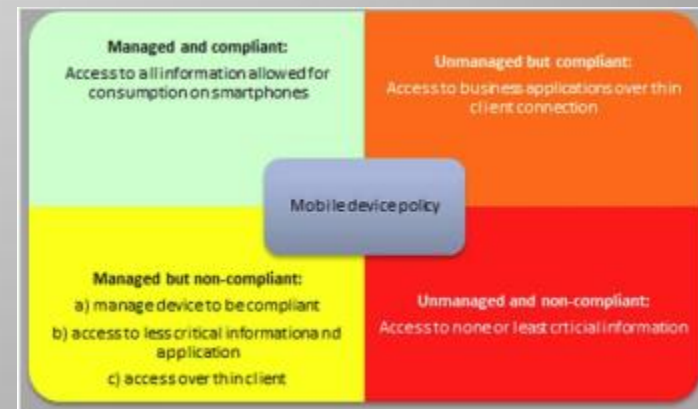 Managed and compliant:
Access to all information allowed for
consumption on smartphones
Unmanaged but compliant:
Access to business applications over thin
client connection
Mobile device policy
Managed but non-compliant:
a) manage device to be compliant
b) access to less critical informationa nd
application
c) access over thin client
Unmanaged and non-compliant:
Access to none or least crticial information